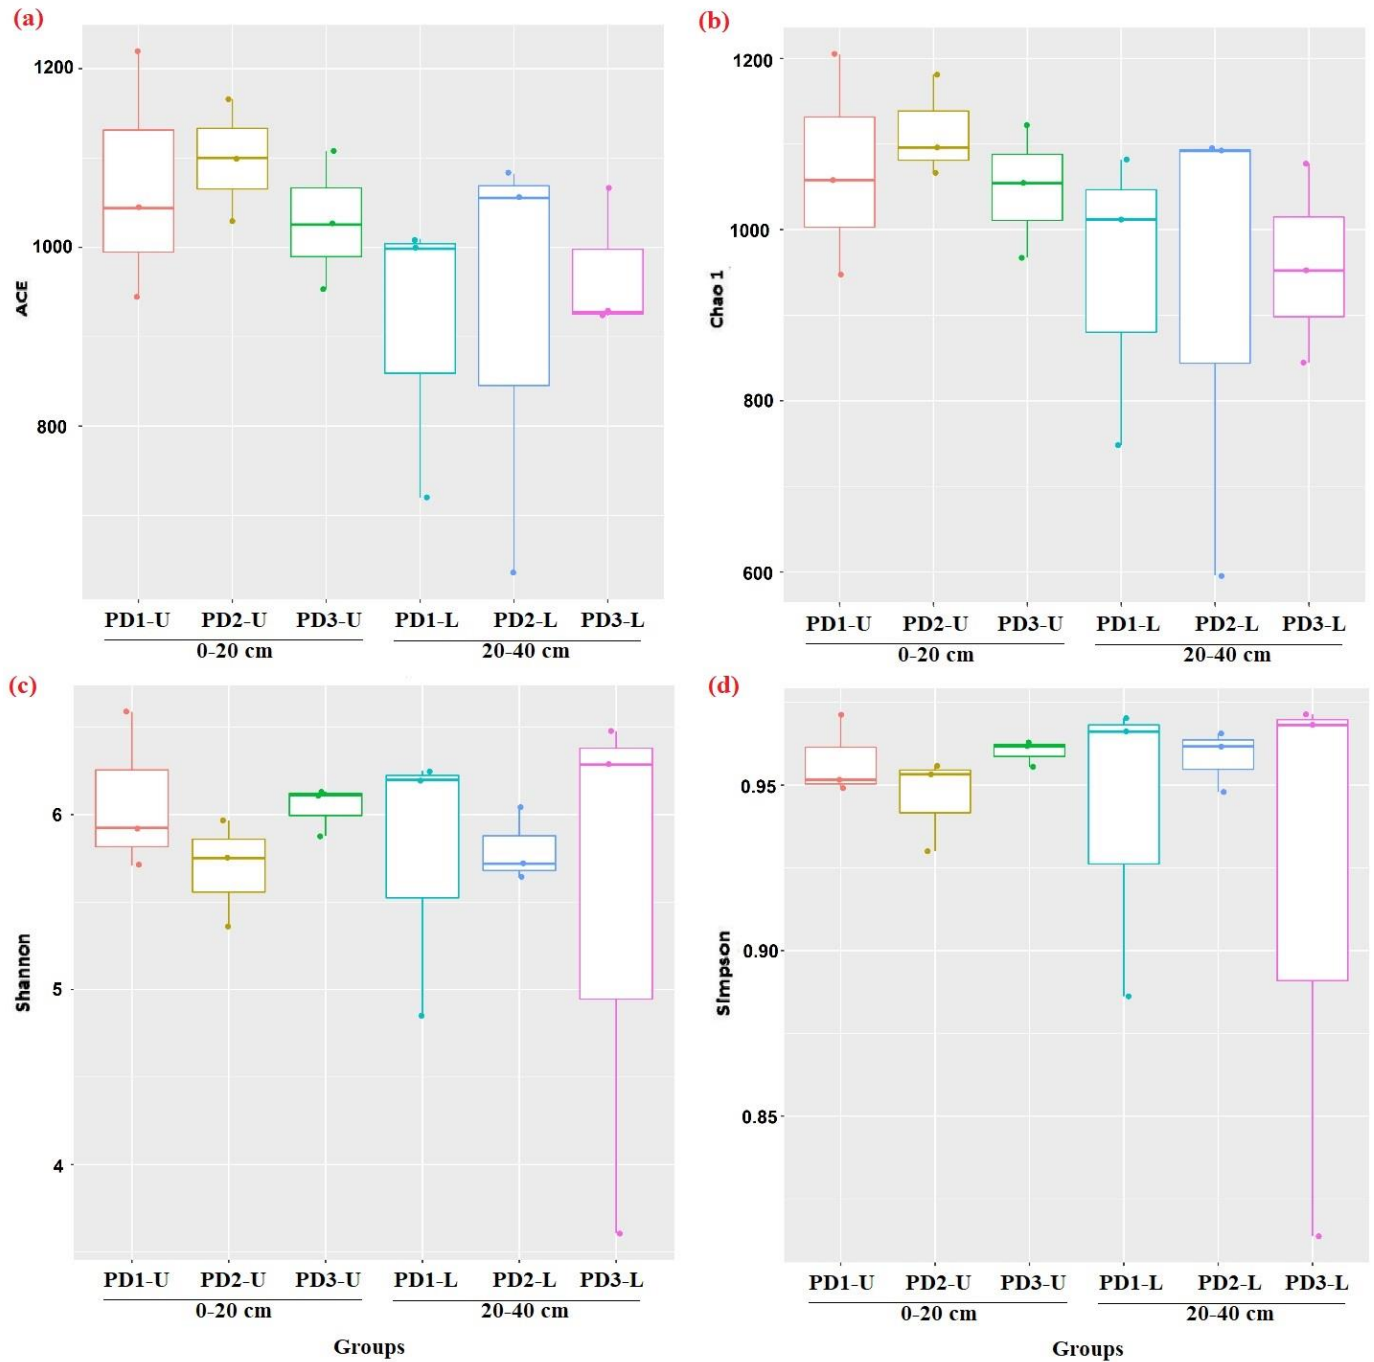 (a)
1200
1000
800
ACE
PD1-U PD2-U PD3-U PD1-L PD2-L PD3-L
0-20 cm 20-40 cm
(b)
1200
1000
800
600
Chao 1
PD1-U PD2-U PD3-U PD1-L PD2-L PD3-L
0-20 cm 20-40 cm
(c)
6
5
4
Shannon
PD1-U PD2-U PD3-U PD1-L PD2-L PD3-L
0-20 cm 20-40 cm
Groups
(d)
0.95
0.90
0.85
Simpson
PD1-U PD2-U PD3-U PD1-L PD2-L PD3-L
0-20 cm 20-40 cm
Groups